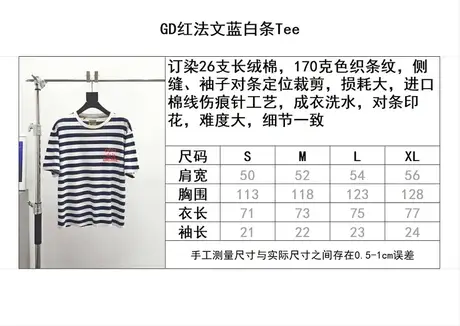 GD红法文蓝白条Tee
订染26支长绒棉，170克色织条纹，侧
缝、袖子对条定位裁剪，损耗大，进口
棉线伤痕针工艺，成衣洗水，对条印
花，难度大，细节一致
尺码 S M L XL
肩宽 50 52 54 56
胸围 113 118 123 128
衣长 71 73 75 77
袖长 21 22 23 24
手工测量尺寸与实际尺寸之间存在0.5-1cm误差